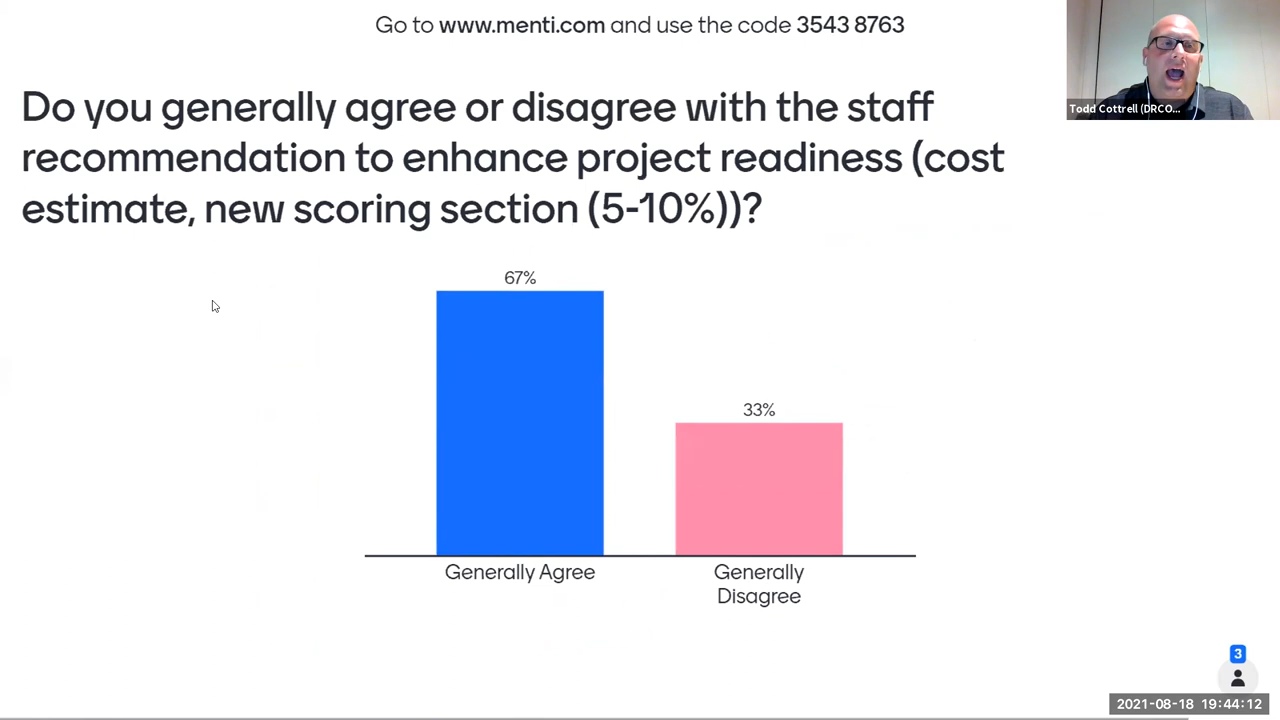 Go to www.menti.com and use the code 3543 8763
Todd Cottrell (DRCO...
Do you generally agree or disagree with the staff
recommendation to enhance project readiness (cost
estimate, new scoring section (5-10%))?
67%
33%
Generally Agree
Generally
Disagree
3
2021-08-18 19:44:12